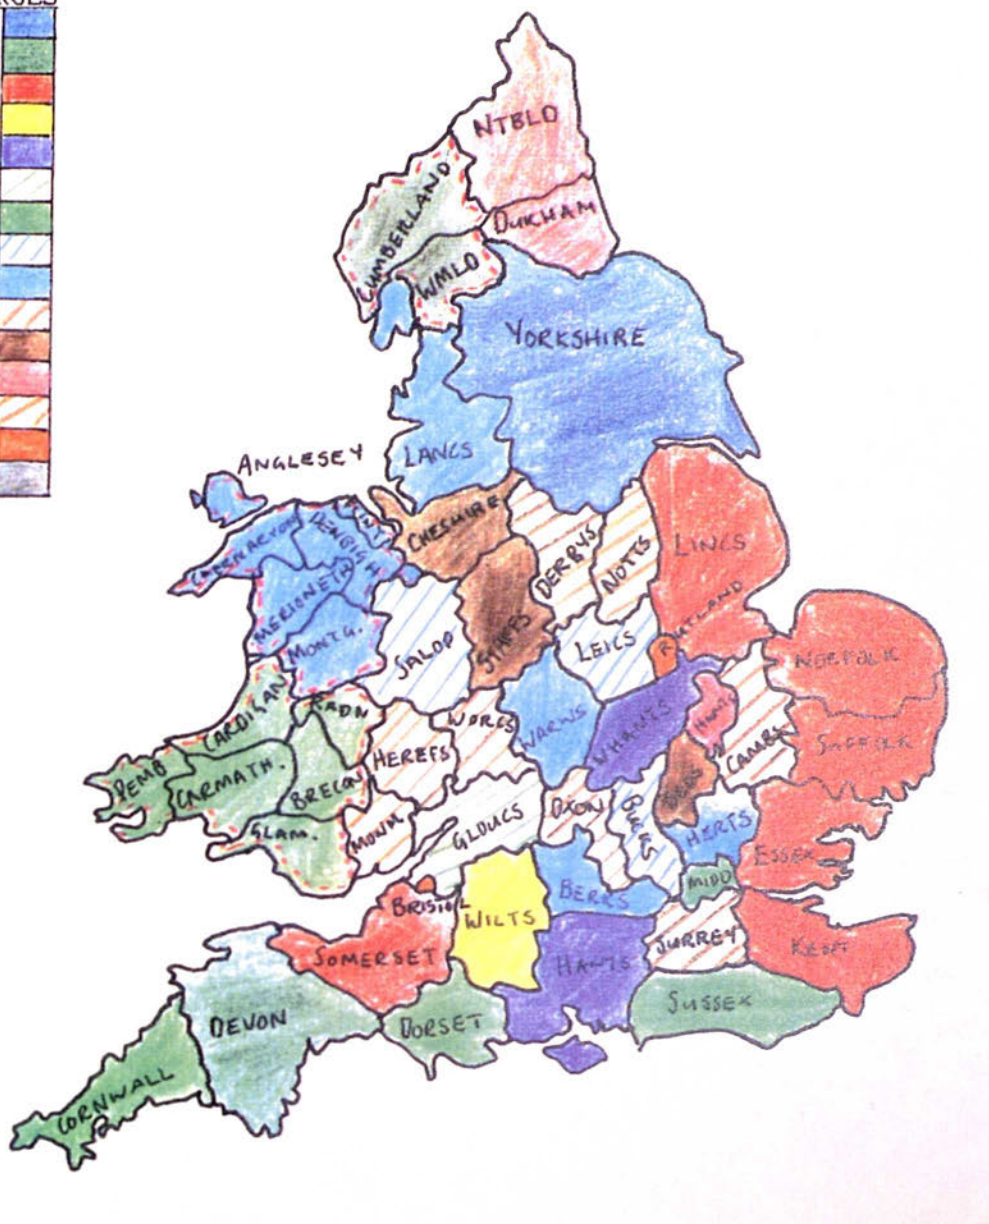 NTBLD
CUMBERLAND
DURHAM
WMLD
YORKSHIRE
ANGLESEY
LANCS
CHESHIRE
FLINT
DENBIGH
CAERNARVON
MERIONETH
MONTG.
DERBYS
NOTTS
LINCS
RUTLAND
STAFFS
SALOP
LEICS
NORFOLK
SUFFOLK
CARDIGAN
RADN
WORCS
WARWS
NHANTS
HUNTS
CAMBS
HEREFS
PEMB
CARMATH.
BRECON
BEDS
GLAM.
MONM
GLOUCS
OXON
BUCKS
HERTS
ESSEX
MIDD
BRISTOL
WILTS
BERKS
SOMERSET
HANTS
SURREY
KENT
DEVON
DORSET
SUSSEX
CORNWALL